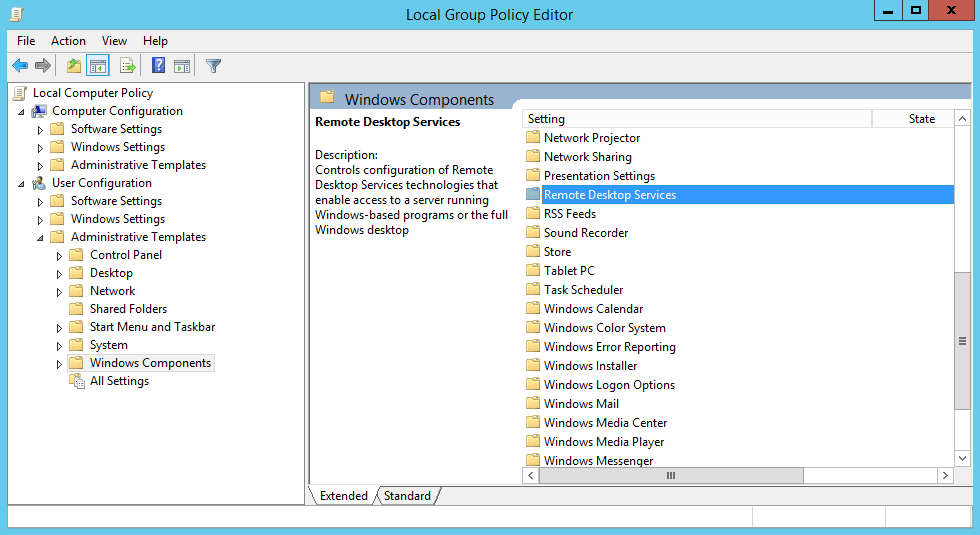 Local Group Policy Editor
File Action View Help
Local Computer Policy
Computer Configuration
Software Settings
Windows Settings
Administrative Templates
User Configuration
Software Settings
Windows Settings
Administrative Templates
Control Panel
Desktop
Network
Shared Folders
Start Menu and Taskbar
System
Windows Components
All Settings
Windows Components
Remote Desktop Services
Description:
Controls configuration of Remote
Desktop Services technologies that
enable access to a server running
Windows-based programs or the full
Windows desktop
Setting State
Network Projector
Network Sharing
Presentation Settings
Remote Desktop Services
RSS Feeds
Sound Recorder
Store
Tablet PC
Task Scheduler
Windows Calendar
Windows Color System
Windows Error Reporting
Windows Installer
Windows Logon Options
Windows Mail
Windows Media Center
Windows Media Player
Windows Messenger
Extended Standard